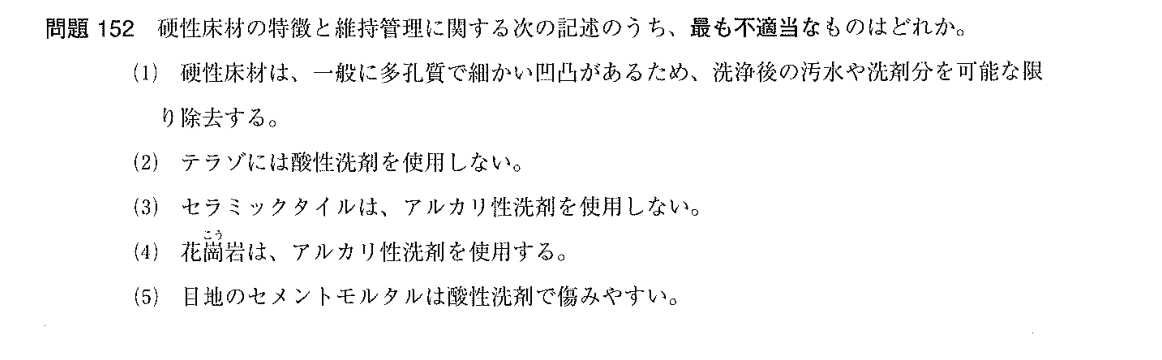 問題 152　硬性床材の特徴と維持管理に関する次の記述のうち、最も不適当なものはどれか。
(1)　硬性床材は、一般に多孔質で細かい凹凸があるため、洗浄後の汚水や洗剤分を可能な限
り除去する。
(2)　テラゾには酸性洗剤を使用しない。
(3)　セラミックタイルは、アルカリ性洗剤を使用しない。
こう
(4)　花崗岩は、アルカリ性洗剤を使用する。
(5)　目地のセメントモルタルは酸性洗剤で傷みやすい。